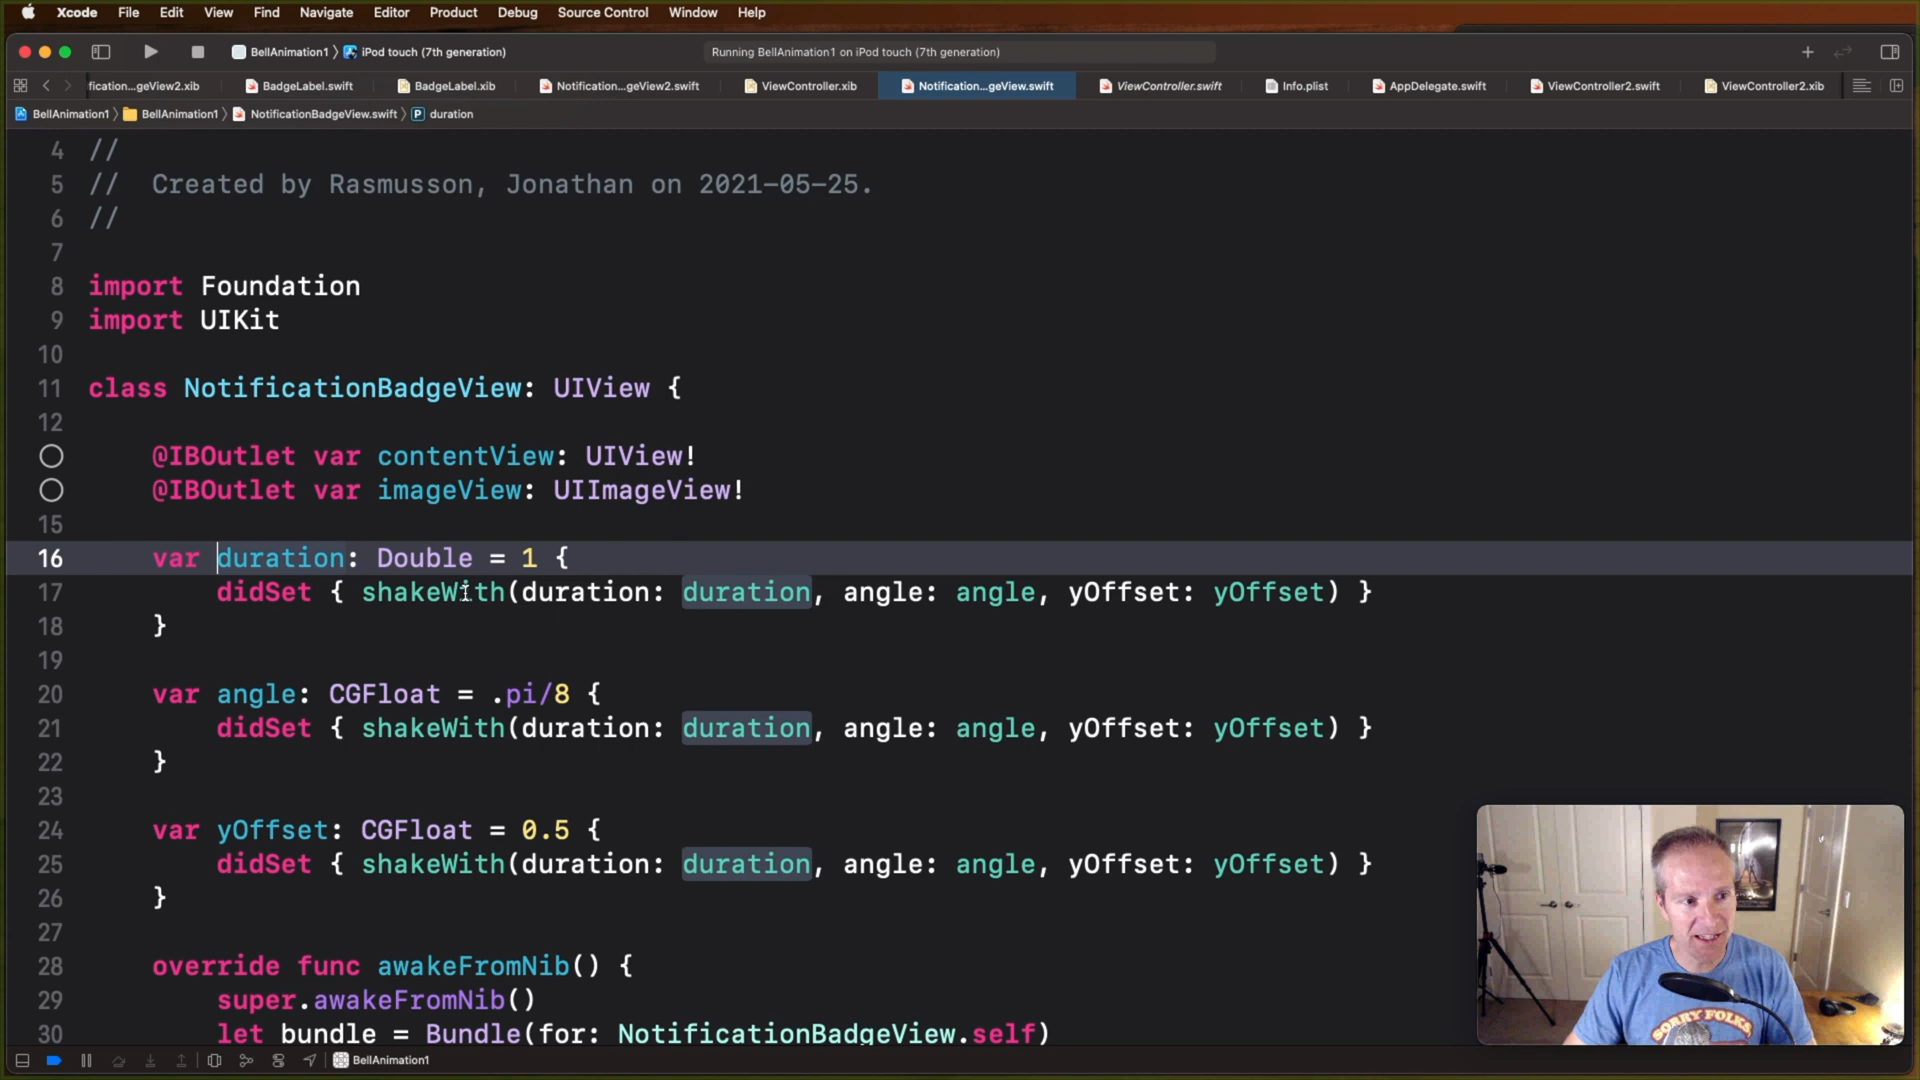 Xcode File Edit View Find Navigate Editor Product Debug Source Control Window Help
BellAnimation1 〉 iPod touch (7th generation)
Running BellAnimation1 on iPod touch (7th generation)
fication...geView2.xib BadgeLabel.swift BadgeLabel.xib Notification...geView2.swift ViewController.xib Notification...geView.swift ViewController.swift Info.plist AppDelegate.swift ViewController2.swift ViewController2.xib
BellAnimation1 〉 BellAnimation1 〉 NotificationBadgeView.swift 〉 P duration
4 //
5 //  Created by Rasmusson, Jonathan on 2021-05-25.
6 //
7
8 import Foundation
9 import UIKit
10
11 class NotificationBadgeView: UIView {
12
@IBOutlet var contentView: UIView!
@IBOutlet var imageView: UIImageView!
15
16 var duration: Double = 1 {
17 didSet { shakeWith(duration: duration, angle: angle, yOffset: yOffset) }
18 }
19
20 var angle: CGFloat = .pi/8 {
21 didSet { shakeWith(duration: duration, angle: angle, yOffset: yOffset) }
22 }
23
24 var yOffset: CGFloat = 0.5 {
25 didSet { shakeWith(duration: duration, angle: angle, yOffset: yOffset) }
26 }
27
28 override func awakeFromNib() {
29 super.awakeFromNib()
30 let bundle = Bundle(for: NotificationBadgeView.self)
SORRY FOLKS
BellAnimation1